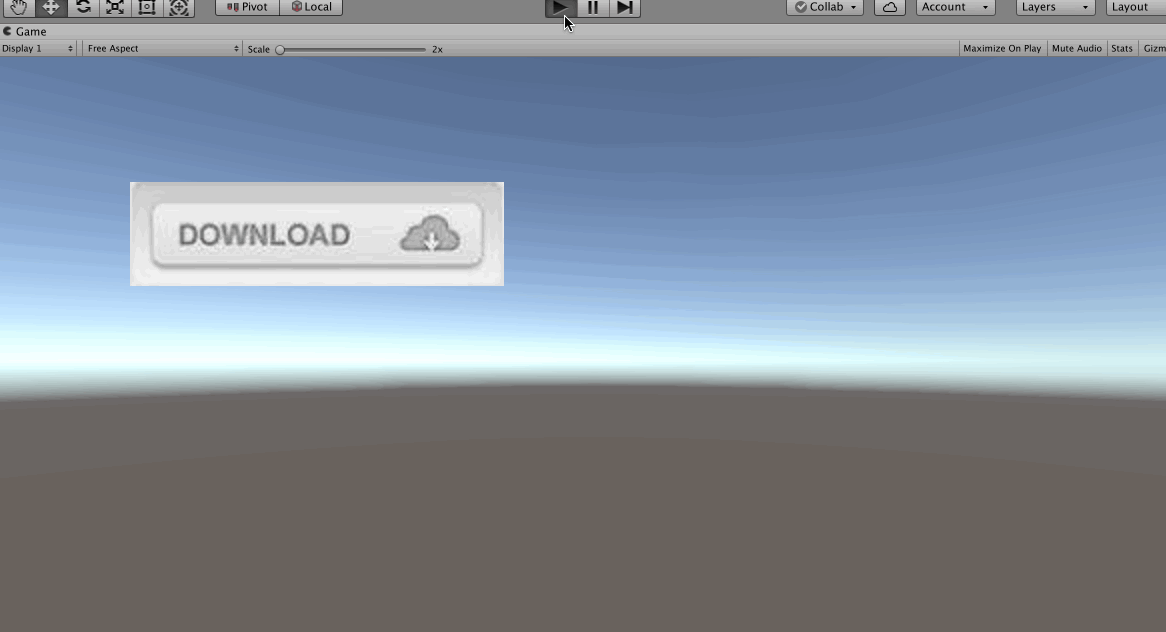 Pivot Local Collab Account Layers Layout
Game
Display 1 Free Aspect Scale 2x Maximize On Play Mute Audio Stats Gizm
DOWNLOAD